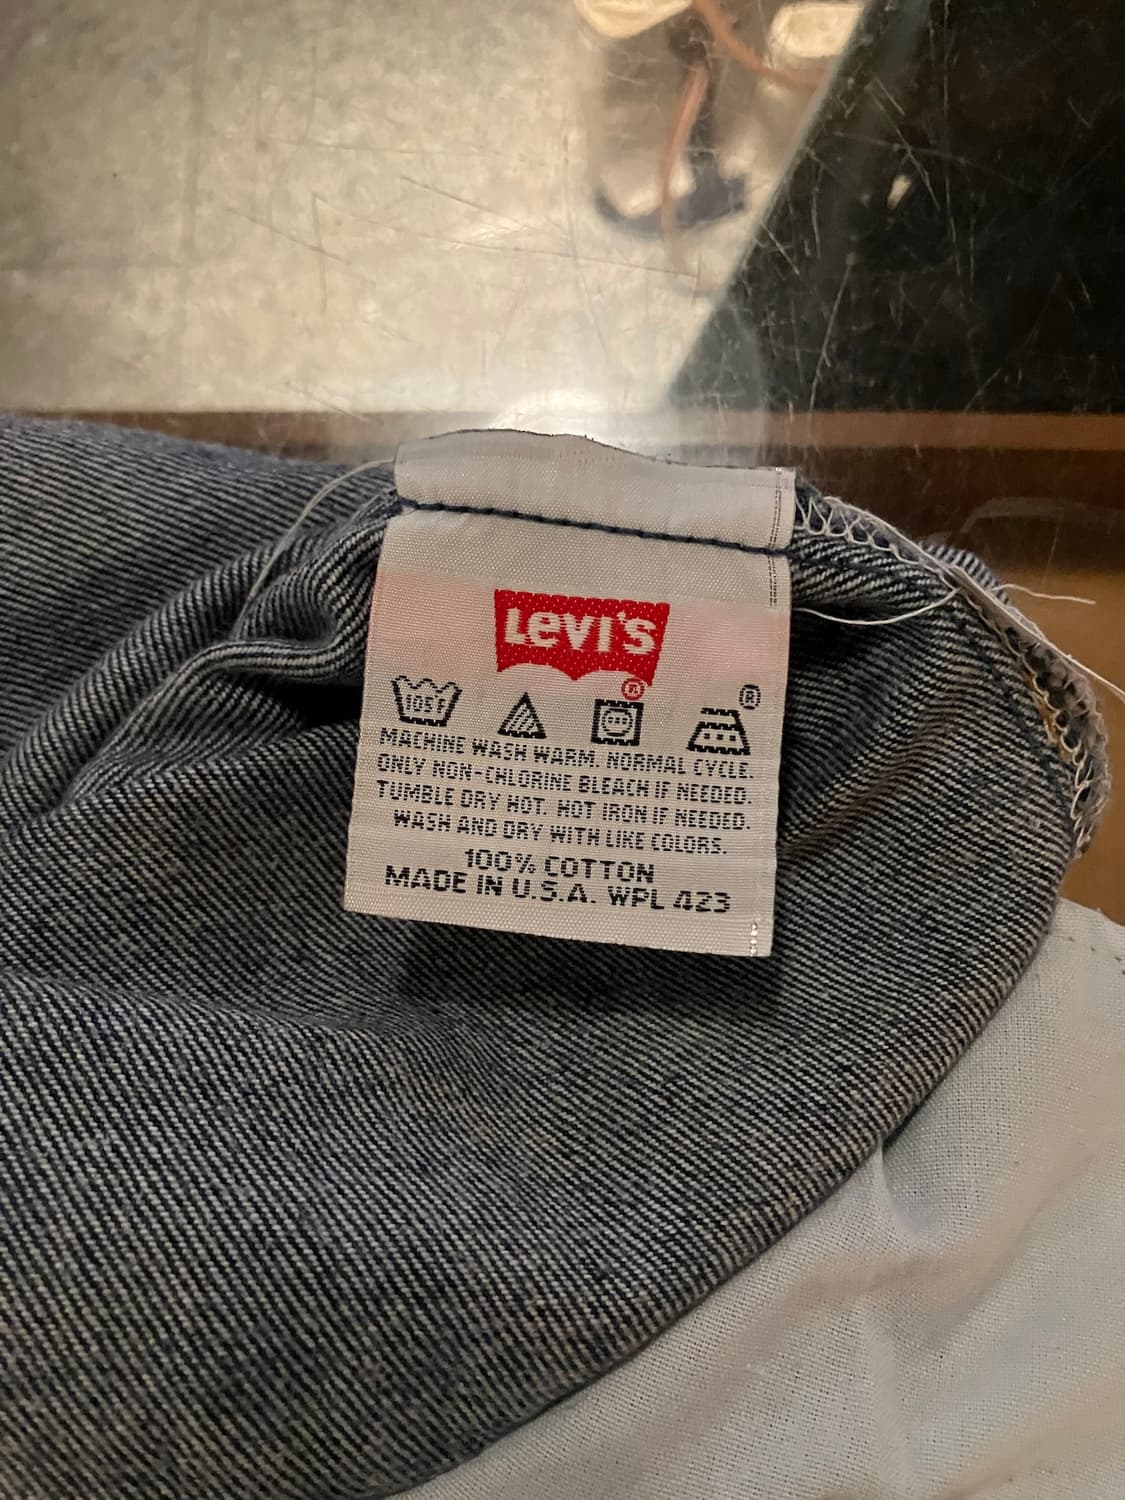 Levi's
®
®
105°F
MACHINE WASH WARM. NORMAL CYCLE.
ONLY NON-CHLORINE BLEACH IF NEEDED.
TUMBLE DRY HOT. HOT IRON IF NEEDED.
WASH AND DRY WITH LIKE COLORS.
100% COTTON
MADE IN U.S.A. WPL 423